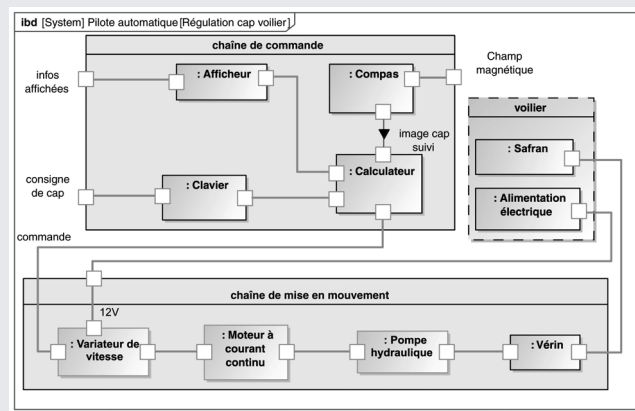 ibd [System] Pilote automatique [Régulation cap voilier]
chaîne de commande
infos
affichées
: Afficheur
: Compas
Champ
magnétique
voilier
image cap
suivi
: Safran
consigne
de cap
: Clavier
: Calculateur
: Alimentation
électrique
commande
chaîne de mise en mouvement
12V
: Variateur de
vitesse
: Moteur à
courant
continu
: Pompe
hydraulique
: Vérin